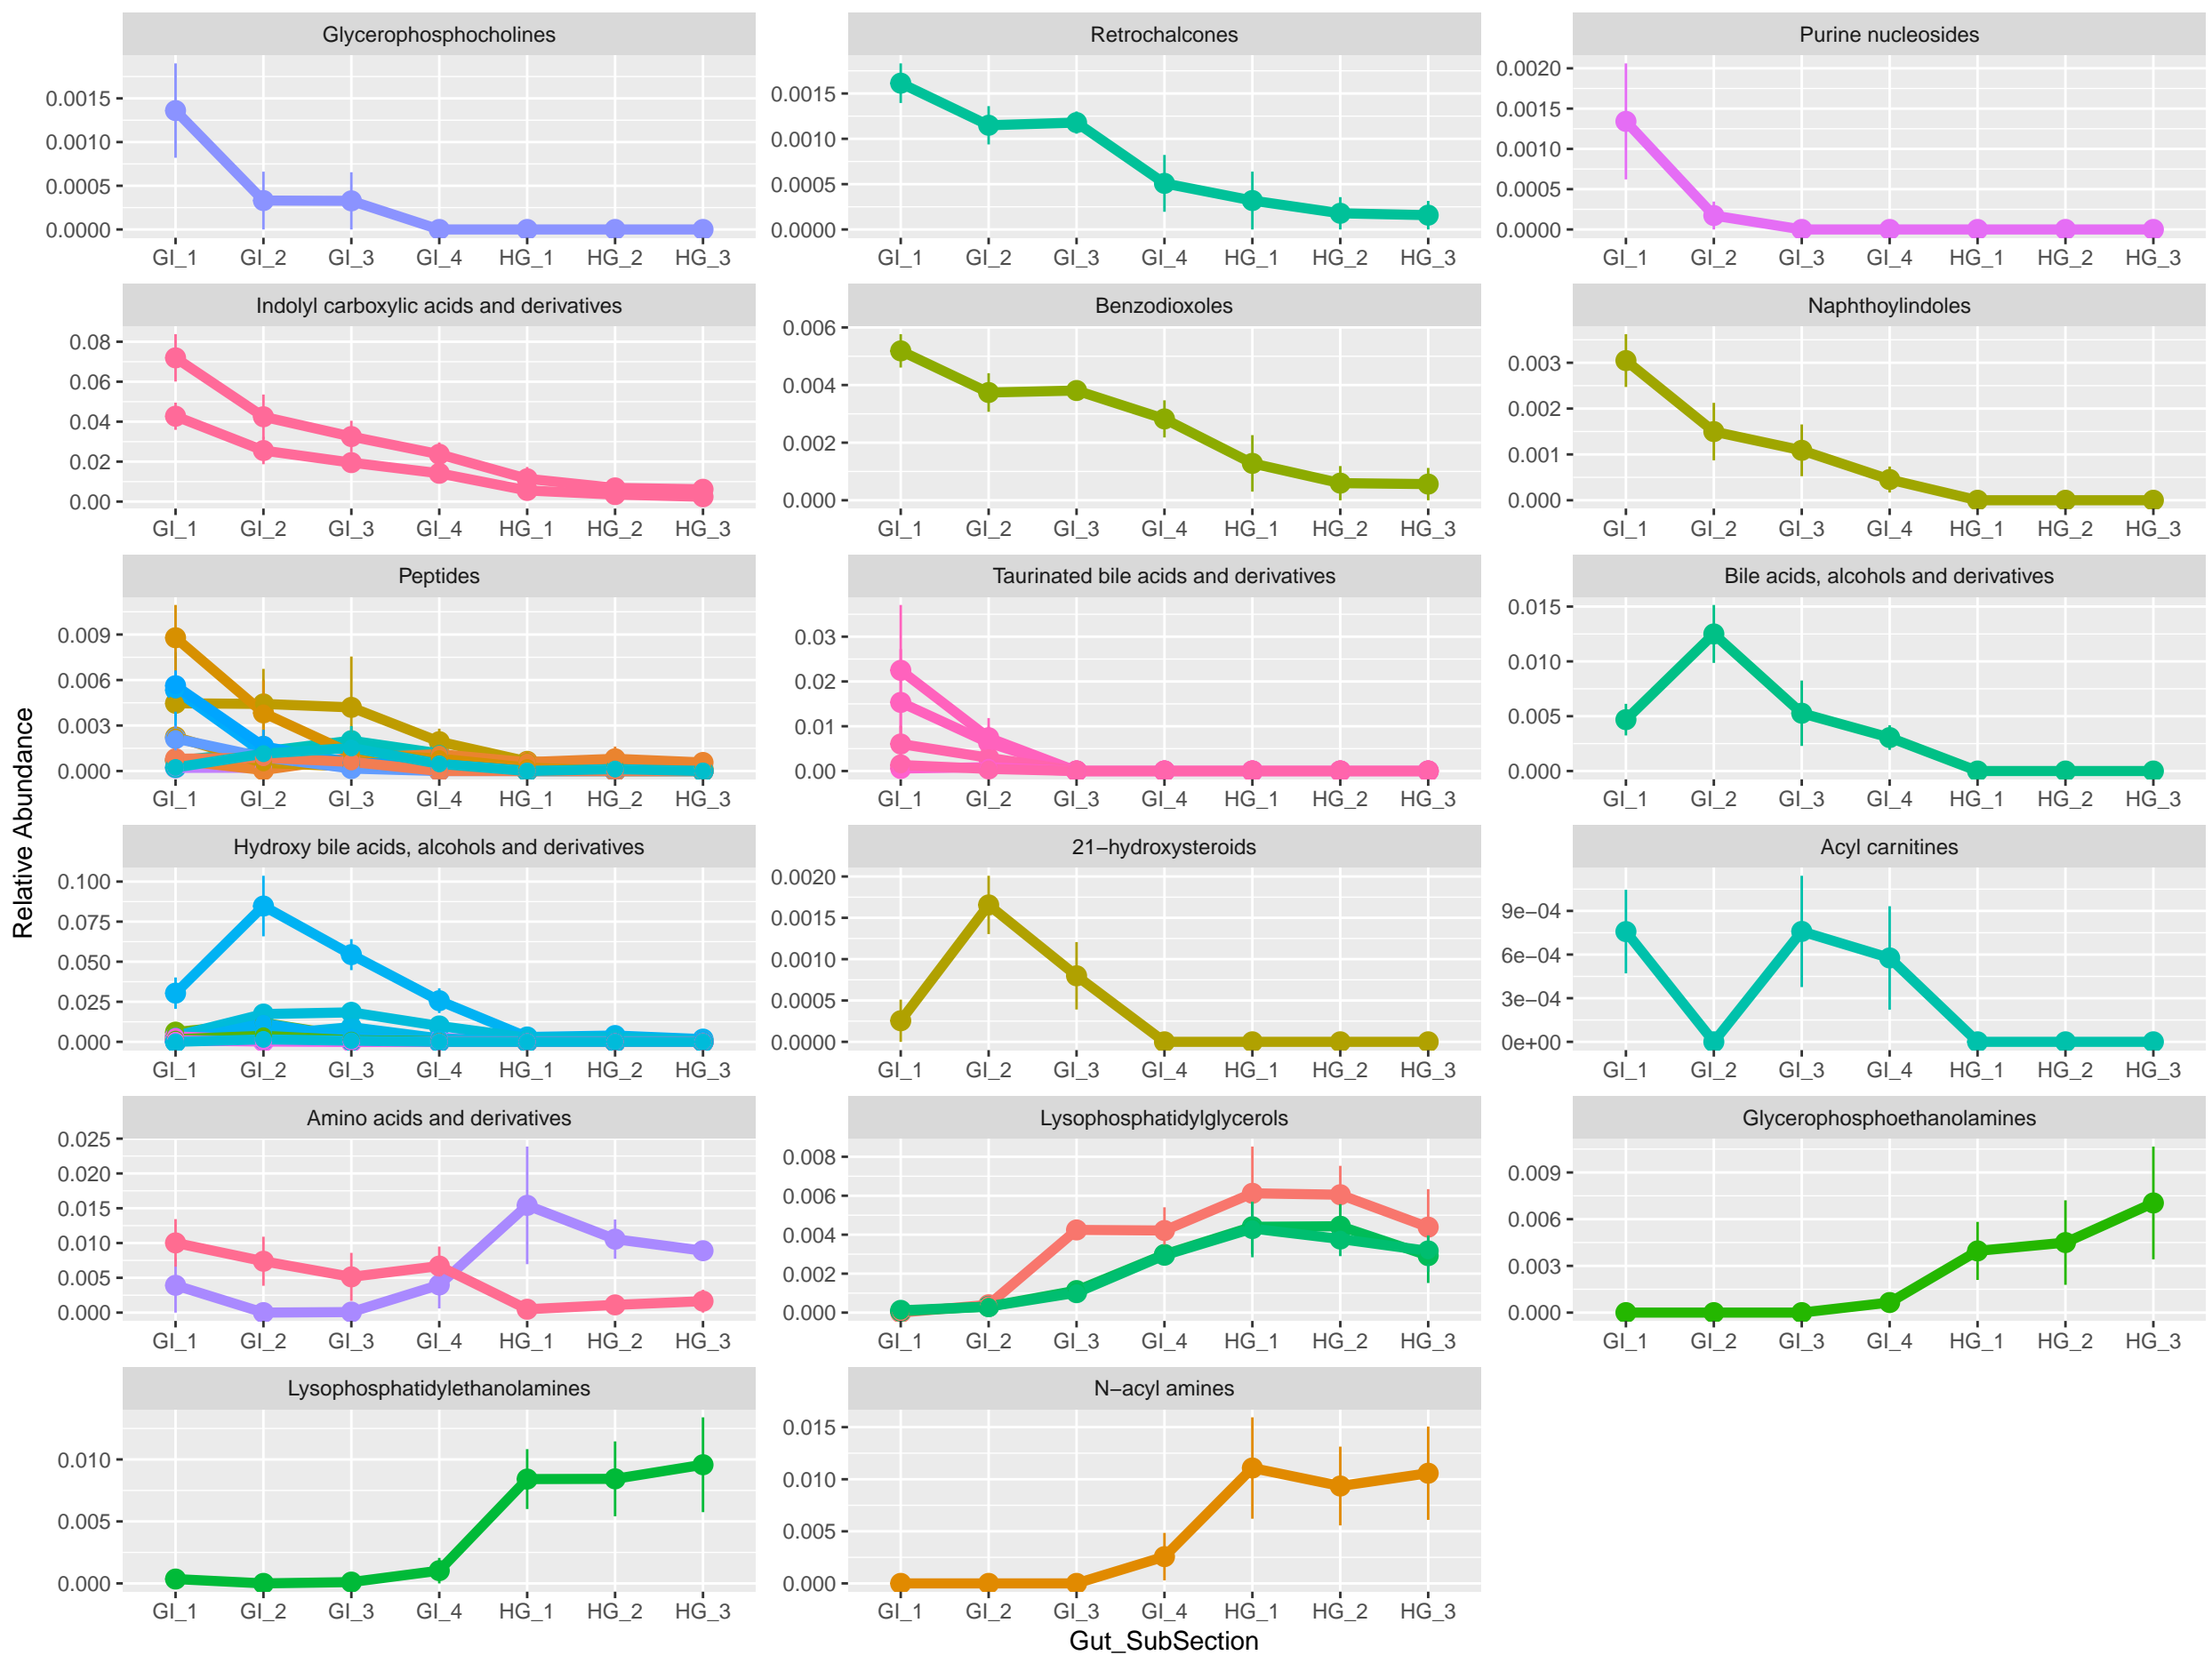 Glycerophosphocholines
Retrochalcones
Purine nucleosides
0.0015
0.0010
0.0005
0.0000
0.0015
0.0010
0.0005
0.0000
0.0020
0.0015
0.0010
0.0005
0.0000
GI_1 GI_2 GI_3 GI_4 HG_1 HG_2 HG_3
GI_1 GI_2 GI_3 GI_4 HG_1 HG_2 HG_3
GI_1 GI_2 GI_3 GI_4 HG_1 HG_2 HG_3
Indolyl carboxylic acids and derivatives
Benzodioxoles
Naphthoylindoles
0.08
0.06
0.04
0.02
0.00
0.006
0.004
0.002
0.000
0.003
0.002
0.001
0.000
GI_1 GI_2 GI_3 GI_4 HG_1 HG_2 HG_3
GI_1 GI_2 GI_3 GI_4 HG_1 HG_2 HG_3
GI_1 GI_2 GI_3 GI_4 HG_1 HG_2 HG_3
Peptides
Taurinated bile acids and derivatives
Bile acids, alcohols and derivatives
0.009
0.006
0.003
0.000
0.03
0.02
0.01
0.00
0.015
0.010
0.005
0.000
GI_1 GI_2 GI_3 GI_4 HG_1 HG_2 HG_3
GI_1 GI_2 GI_3 GI_4 HG_1 HG_2 HG_3
GI_1 GI_2 GI_3 GI_4 HG_1 HG_2 HG_3
Relative Abundance
Hydroxy bile acids, alcohols and derivatives
21−hydroxysteroids
Acyl carnitines
0.100
0.075
0.050
0.025
0.000
0.0020
0.0015
0.0010
0.0005
0.0000
9e−04
6e−04
3e−04
0e+00
GI_1 GI_2 GI_3 GI_4 HG_1 HG_2 HG_3
GI_1 GI_2 GI_3 GI_4 HG_1 HG_2 HG_3
GI_1 GI_2 GI_3 GI_4 HG_1 HG_2 HG_3
Amino acids and derivatives
Lysophosphatidylglycerols
Glycerophosphoethanolamines
0.025
0.020
0.015
0.010
0.005
0.000
0.008
0.006
0.004
0.002
0.000
0.009
0.006
0.003
0.000
GI_1 GI_2 GI_3 GI_4 HG_1 HG_2 HG_3
GI_1 GI_2 GI_3 GI_4 HG_1 HG_2 HG_3
GI_1 GI_2 GI_3 GI_4 HG_1 HG_2 HG_3
Lysophosphatidylethanolamines
N−acyl amines
0.010
0.005
0.000
0.015
0.010
0.005
0.000
GI_1 GI_2 GI_3 GI_4 HG_1 HG_2 HG_3
GI_1 GI_2 GI_3 GI_4 HG_1 HG_2 HG_3
Gut_SubSection